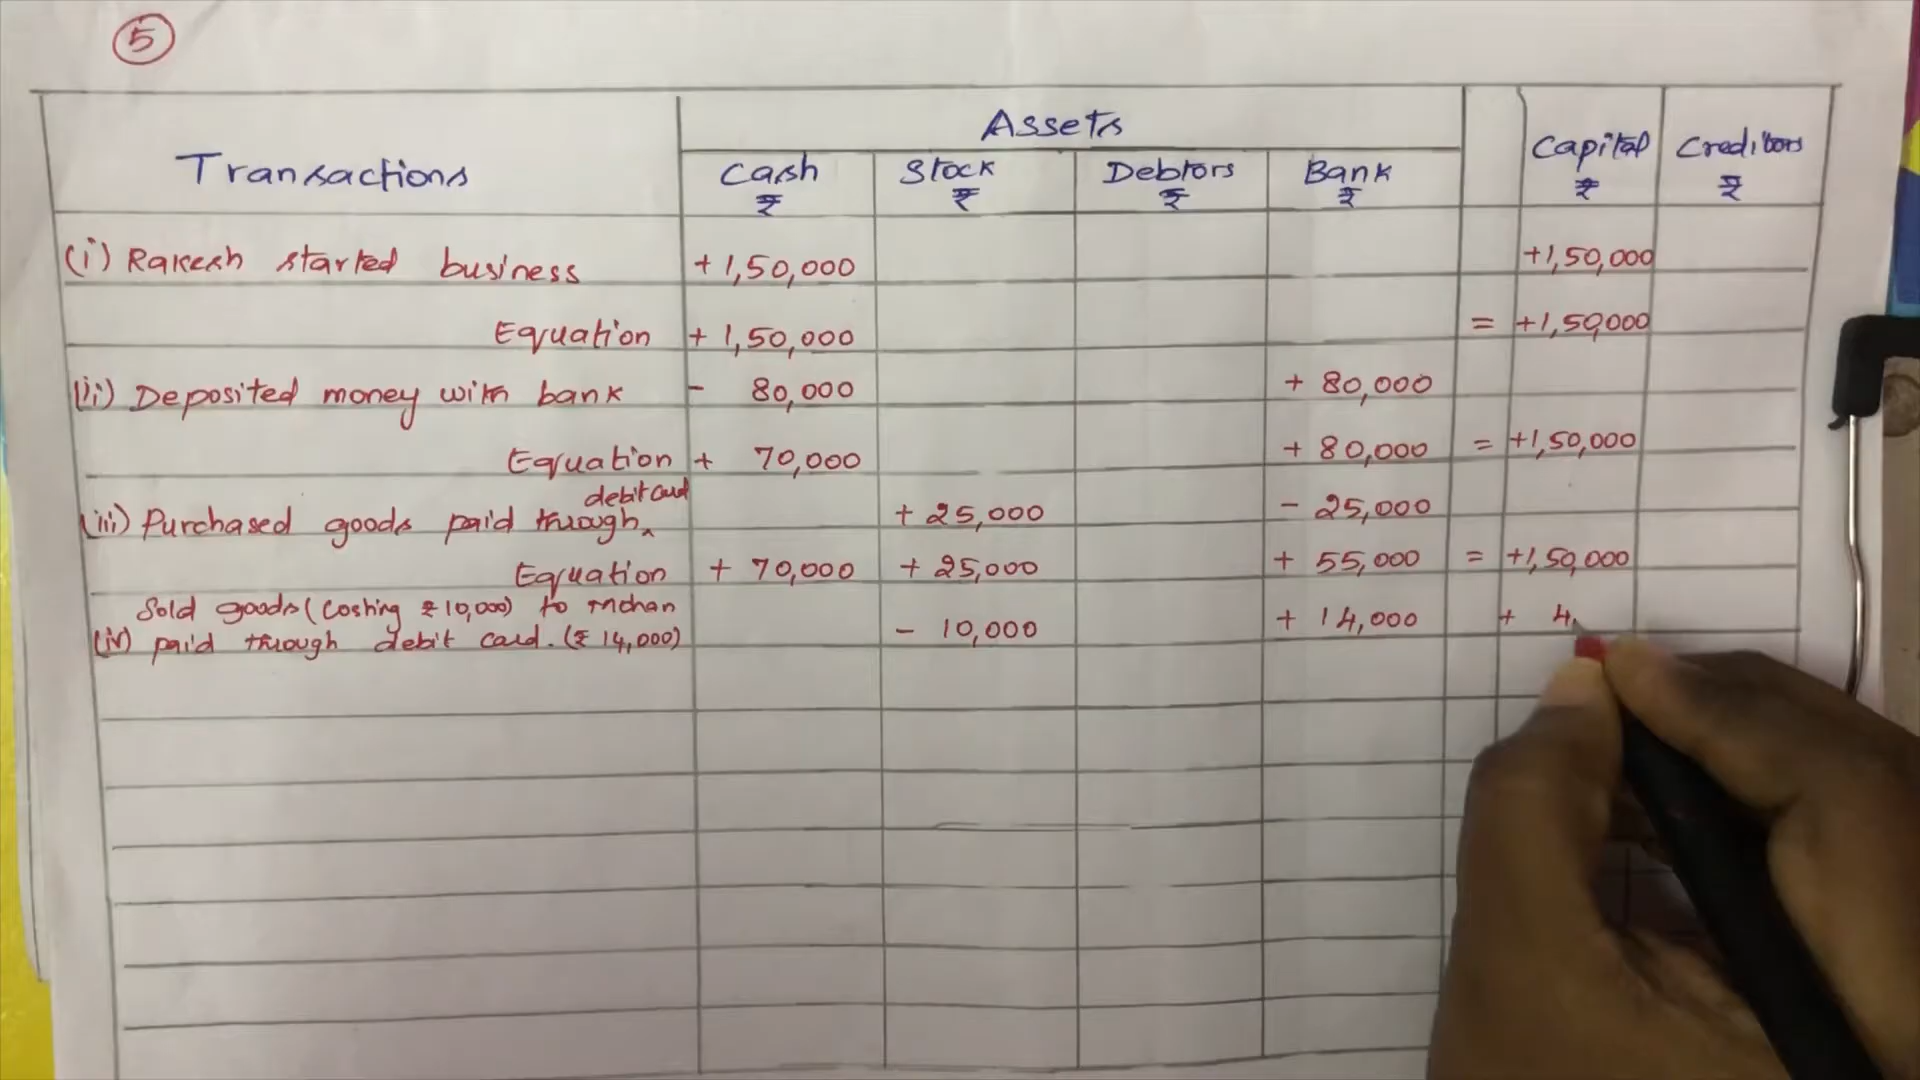 5
Transactions Assets Capital ₹ Creditors ₹
Cash ₹ Stock ₹ Debtors ₹ Bank ₹
(i) Rakesh started business +1,50,000 +1,50,000
Equation +1,50,000 = +1,50,000
(ii) Deposited money with bank - 80,000 + 80,000
Equation + 70,000 + 80,000 = +1,50,000
debit card
(iii) Purchased goods paid through^ + 25,000 - 25,000
Equation + 70,000 + 25,000 + 55,000 = +1,50,000
Sold goods (Costing ₹ 10,000) to Mohan
(iv) paid through debit card. (₹ 14,000) - 10,000 + 14,000 + 4,